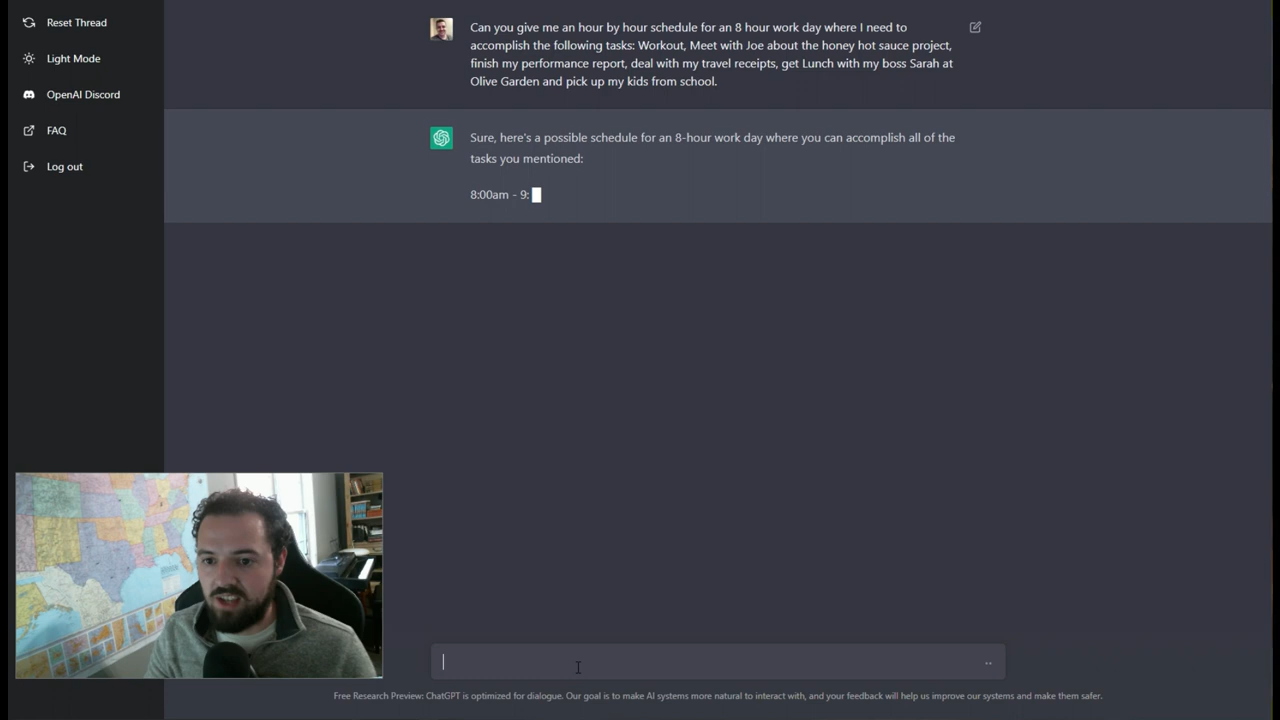 Reset Thread
Light Mode
OpenAI Discord
FAQ
Log out
Can you give me an hour by hour schedule for an 8 hour work day where I need to
accomplish the following tasks: Workout, Meet with Joe about the honey hot sauce project,
finish my performance report, deal with my travel receipts, get Lunch with my boss Sarah at
Olive Garden and pick up my kids from school.
Sure, here's a possible schedule for an 8-hour work day where you can accomplish all of the
tasks you mentioned:
8:00am - 9:
Free Research Preview: ChatGPT is optimized for dialogue. Our goal is to make AI systems more natural to interact with, and your feedback will help us improve our systems and make them safer.